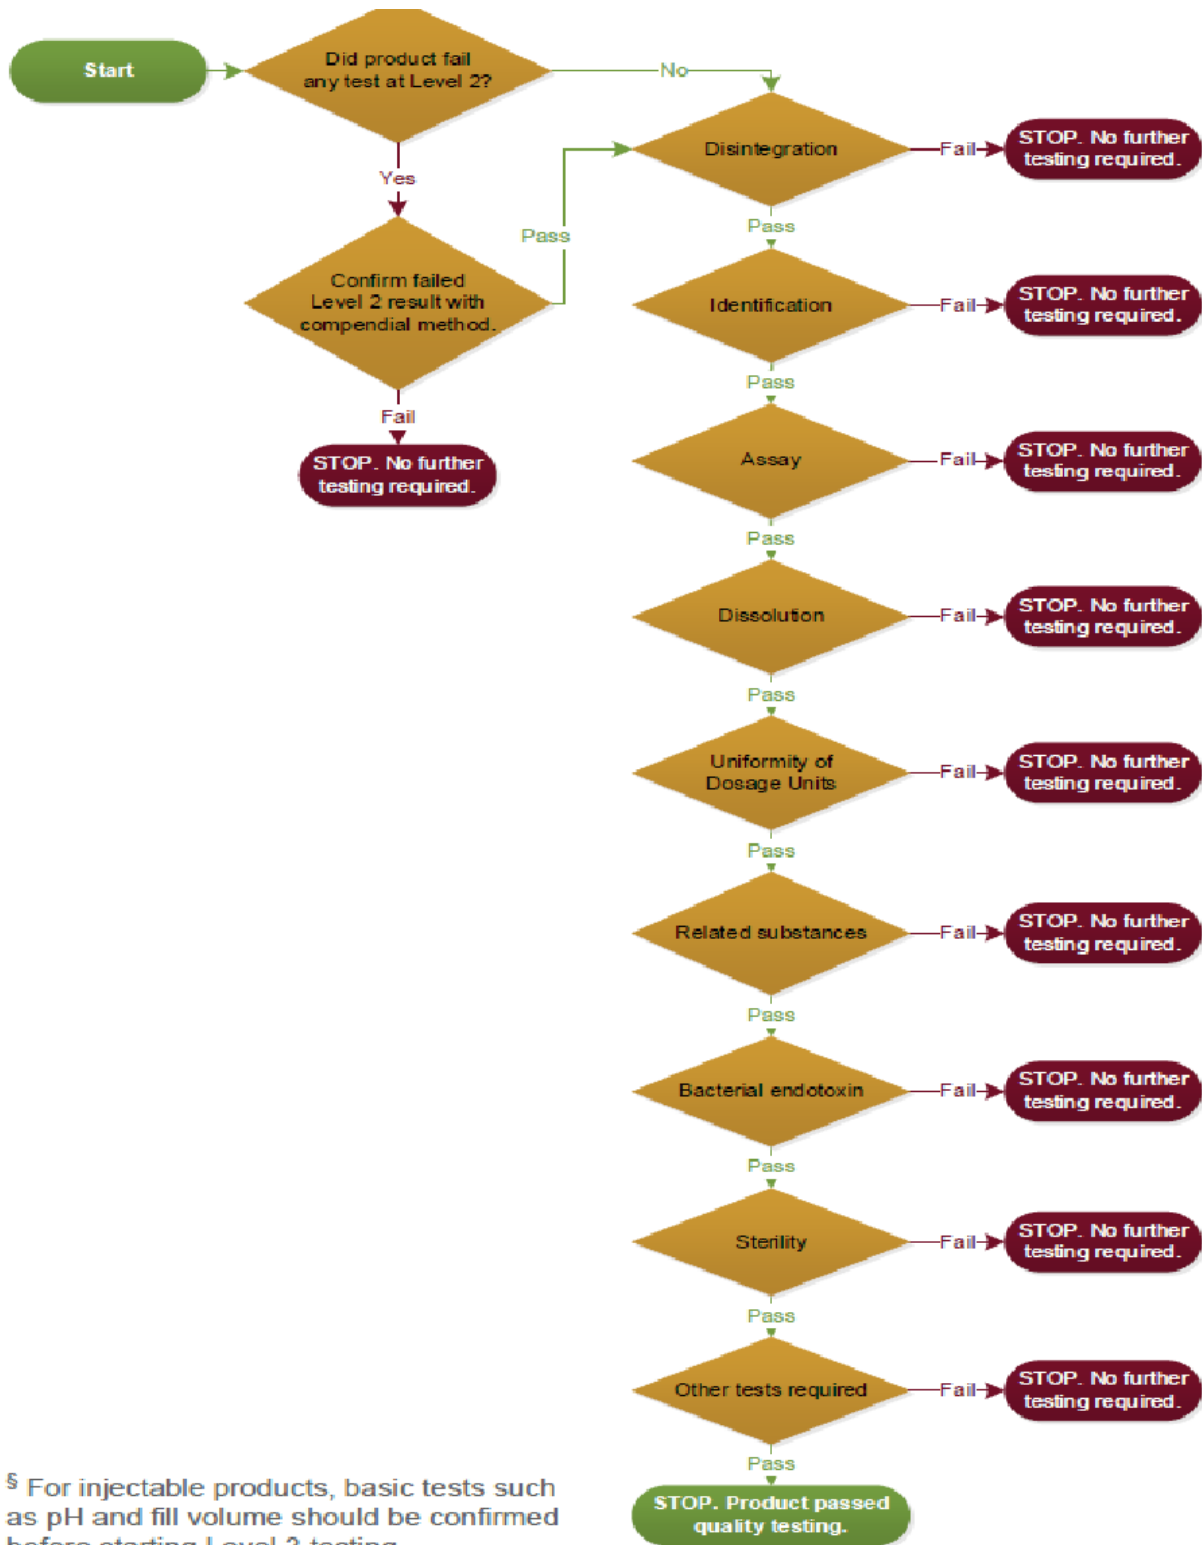 Start
Did product fail
any test at Level 2?
No
Yes
Confirm failed
Level 2 result with
compendial method.
Pass
Fail
STOP. No further
testing required.
Disintegration
Fail
STOP. No further
testing required.
Pass
Identification
Fail
STOP. No further
testing required.
Pass
Assay
Fail
STOP. No further
testing required.
Pass
Dissolution
Fail
STOP. No further
testing required.
Pass
Uniformity of
Dosage Units
Fail
STOP. No further
testing required.
Pass
Related substances
Fail
STOP. No further
testing required.
Pass
Bacterial endotoxin
Fail
STOP. No further
testing required.
Pass
Sterility
Fail
STOP. No further
testing required.
Pass
Other tests required
Fail
STOP. No further
testing required.
Pass
STOP. Product passed
quality testing.
§ For injectable products, basic tests such
as pH and fill volume should be confirmed
before starting Level 3 testing